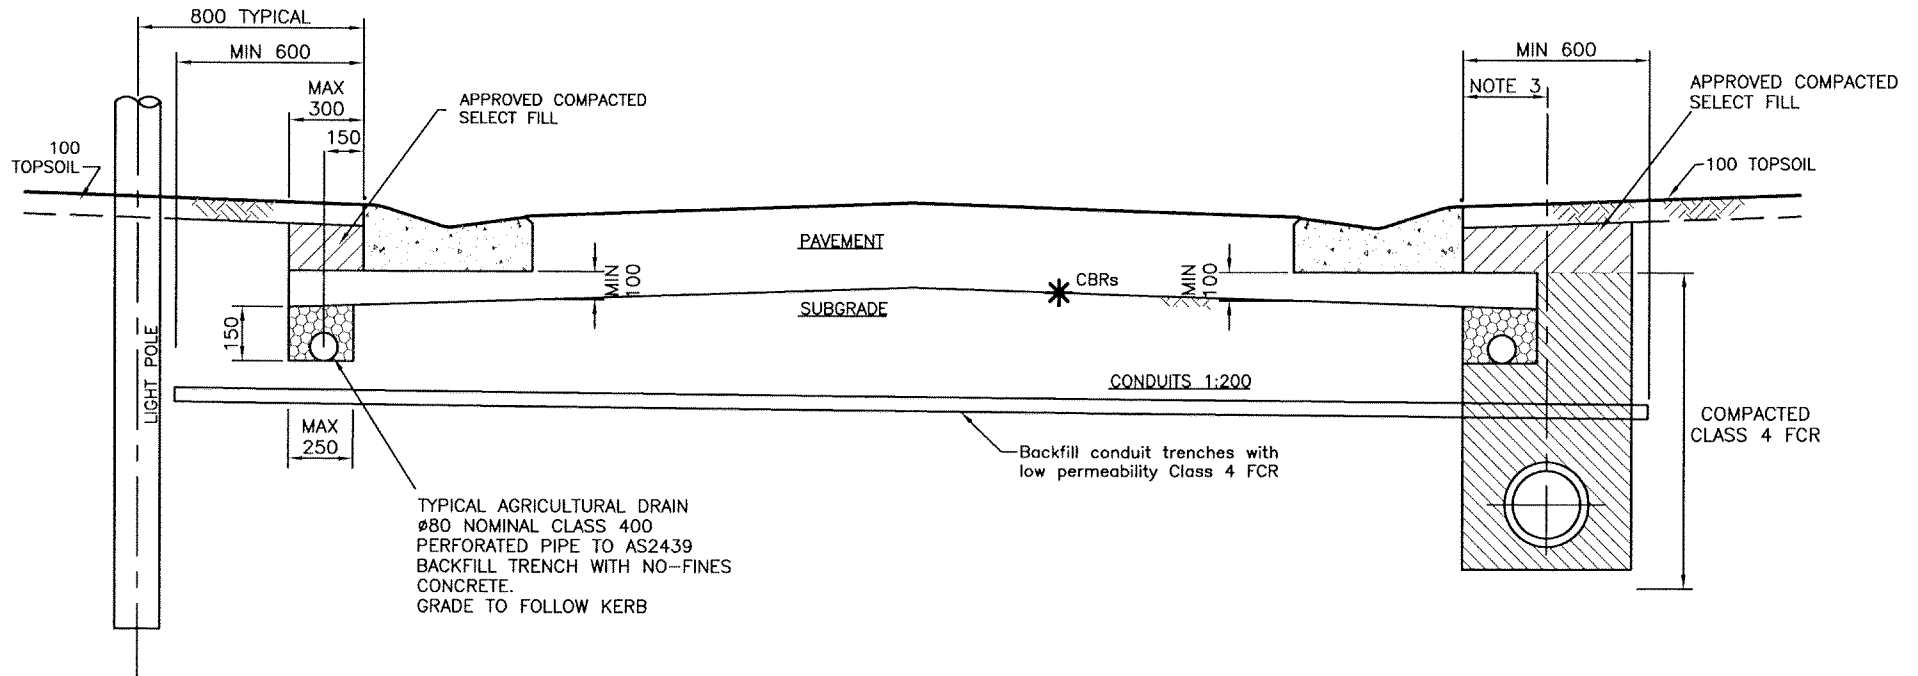 800 TYPICAL
MIN 600
MAX
300
150
APPROVED COMPACTED
SELECT FILL
100
TOPSOIL
MIN 600
NOTE 3
APPROVED COMPACTED
SELECT FILL
100 TOPSOIL
PAVEMENT
MIN
100
CBRs
MIN
100
SUBGRADE
150
LIGHT POLE
CONDUITS 1:200
MAX
250
Backfill conduit trenches with
low permeability Class 4 FCR
COMPACTED
CLASS 4 FCR
TYPICAL AGRICULTURAL DRAIN
ø80 NOMINAL CLASS 400
PERFORATED PIPE TO AS2439
BACKFILL TRENCH WITH NO-FINES
CONCRETE.
GRADE TO FOLLOW KERB